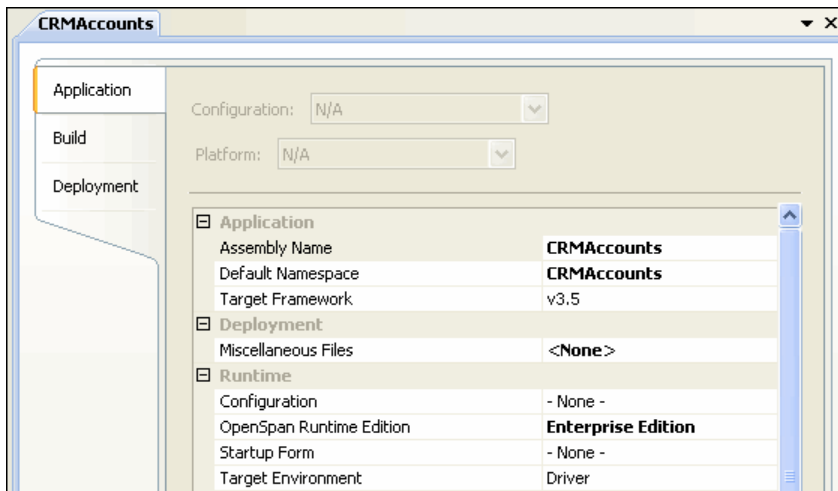 CRMAccounts
Application
Build
Deployment
Configuration: N/A
Platform: N/A
Application
Assembly Name CRMAccounts
Default Namespace CRMAccounts
Target Framework v3.5
Deployment
Miscellaneous Files <None>
Runtime
Configuration - None -
OpenSpan Runtime Edition Enterprise Edition
Startup Form - None -
Target Environment Driver